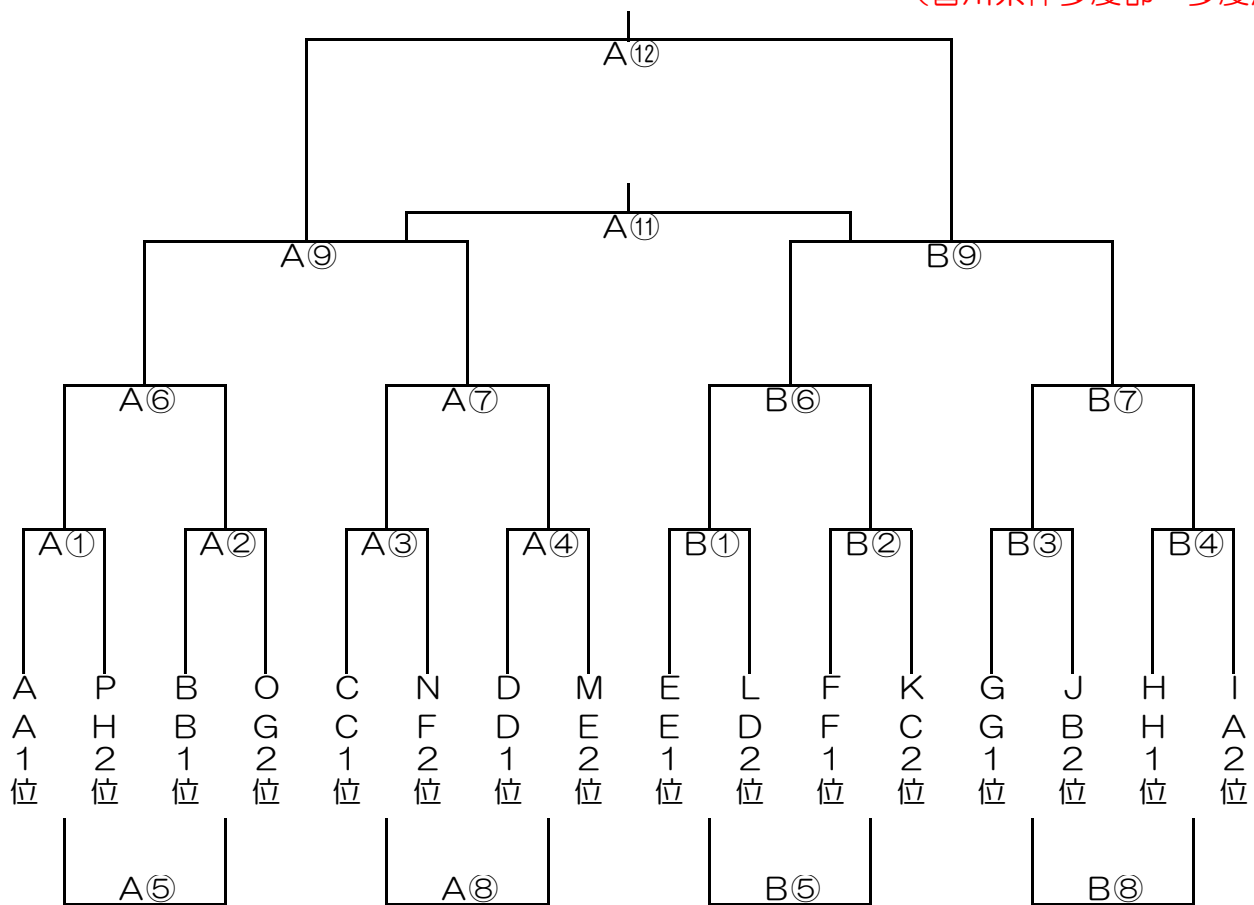 A⑫
A⑪
A⑨ B⑨
A⑥ A⑦ B⑥ B⑦
A① A② A③ A④ B① B② B③ B④
A P B O C N D M E L F K G J H I
A H B G C F D E E D F C G B H A
1 2 1 2 1 2 1 2 1 2 1 2 1 2 1 2
位 位 位 位 位 位 位 位 位 位 位 位 位 位 位 位
A⑤ A⑧ B⑤ B⑧